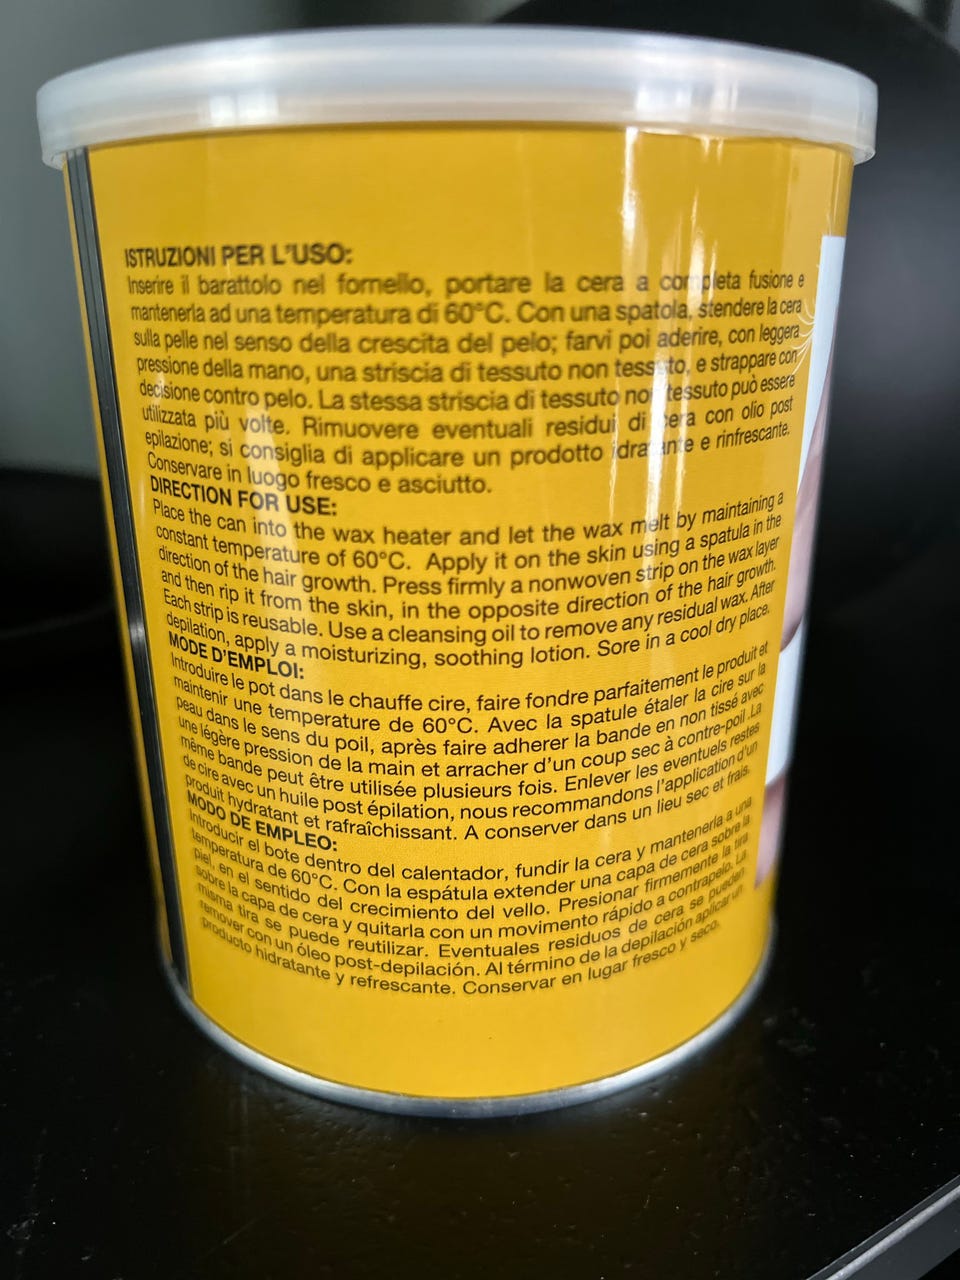 ISTRUZIONI PER L'USO:
Inserire il barattolo nel fornello, portare la cera a completa fusione e
mantenerla ad una temperatura di 60°C. Con una spatola, stendere la cera
sulla pelle nel senso della crescita del pelo; farvi poi aderire, con leggera
pressione della mano, una striscia di tessuto non tessuto, e strappare con
decisione contro pelo. La stessa striscia di tessuto non tessuto può essere
utilizzata più volte. Rimuovere eventuali residui di cera con olio post
epilazione; si consiglia di applicare un prodotto idratante e rinfrescante.
Conservare in luogo fresco e asciutto.
DIRECTION FOR USE:
Place the can into the wax heater and let the wax melt by maintaining a
constant temperature of 60°C. Apply it on the skin using a spatula in the
direction of the hair growth. Press firmly a nonwoven strip on the wax layer
and then rip it from the skin, in the opposite direction of the hair growth.
Each strip is reusable. Use a cleansing oil to remove any residual wax. After
depilation, apply a moisturizing, soothing lotion. Sore in a cool dry place.
MODE D'EMPLOI:
Introduire le pot dans le chauffe cire, faire fondre parfaitement le produit et
maintenir une temperature de 60°C. Avec la spatule étaler la cire sur la
peau dans le sens du poil, après faire adherer la bande en non tissé avec
une légère pression de la main et arracher d'un coup sec à contre-poil .La
même bande peut être utilisée plusieurs fois. Enlever les eventuels restes
de cire avec un huile post épilation, nous recommandons l'application d'un
produit hydratant et rafraîchissant. A conserver dans un lieu sec et frais.
MODO DE EMPLEO:
Introducir el bote dentro del calentador, fundir la cera y mantenerla a una
temperatura de 60°C. Con la espátula extender una capa de cera sobre la
piel, en el sentido del crecimiento del vello. Presionar firmemente la tira
sobre la capa de cera y quitarla con un movimento rápido a contrapelo. La
misma tira se puede reutilizar. Eventuales residuos de cera se pueden
remover con un óleo post-depilación. Al término de la depilación aplicar un
producto hidratante y refrescante. Conservar en lugar fresco y seco.